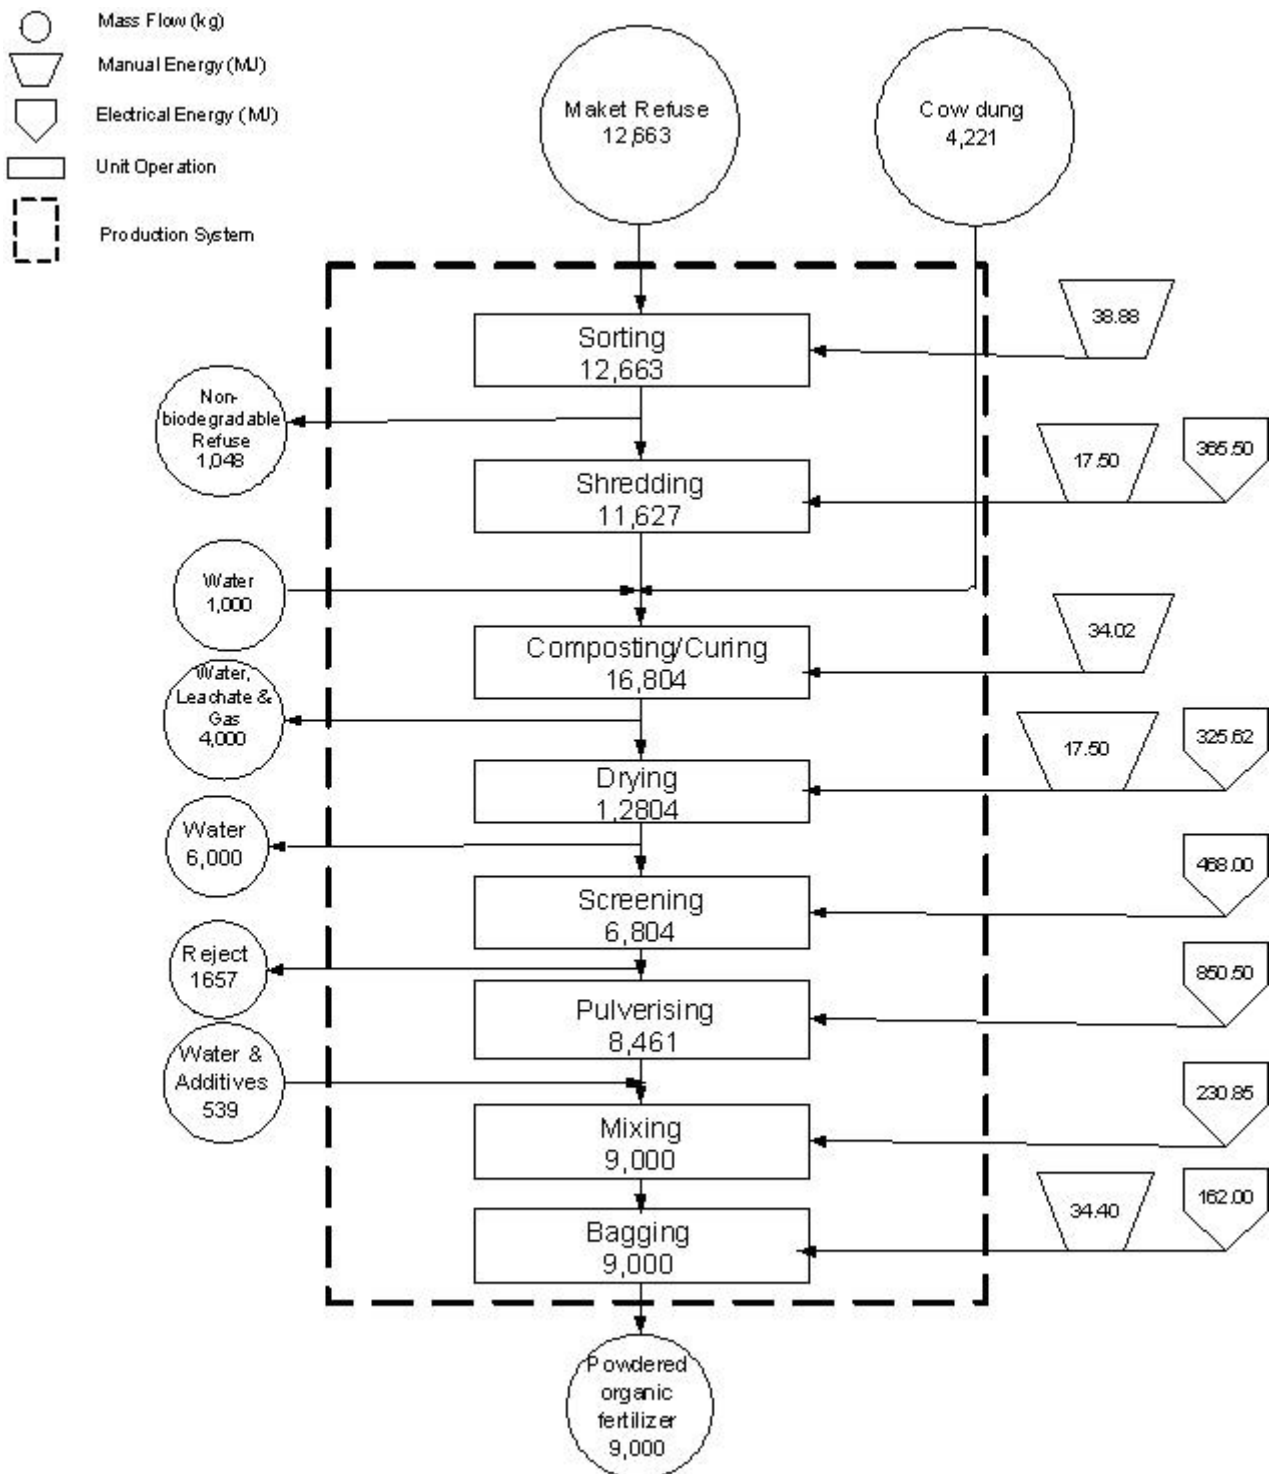 Mass Flow (kg)
Manual Energy (MJ)
Electrical Energy (MJ)
Unit Operation
Production System
Maket Refuse
12,663
Cow dung
4,221
Sorting
12,663
38.88
Non-
biodegradable
Refuse
1,048
Shredding
11,627
17.50
365.50
Water
1,000
Composting/Curing
16,804
34.02
Water,
Leachate &
Gas
4,000
Drying
1,2804
17.50
325.62
Water
6,000
Screening
6,804
468.00
Reject
1657
Pulverising
8,461
850.50
Water &
Additives
539
Mixing
9,000
230.85
Bagging
9,000
34.40
162.00
Powdered
organic
fertilizer
9,000